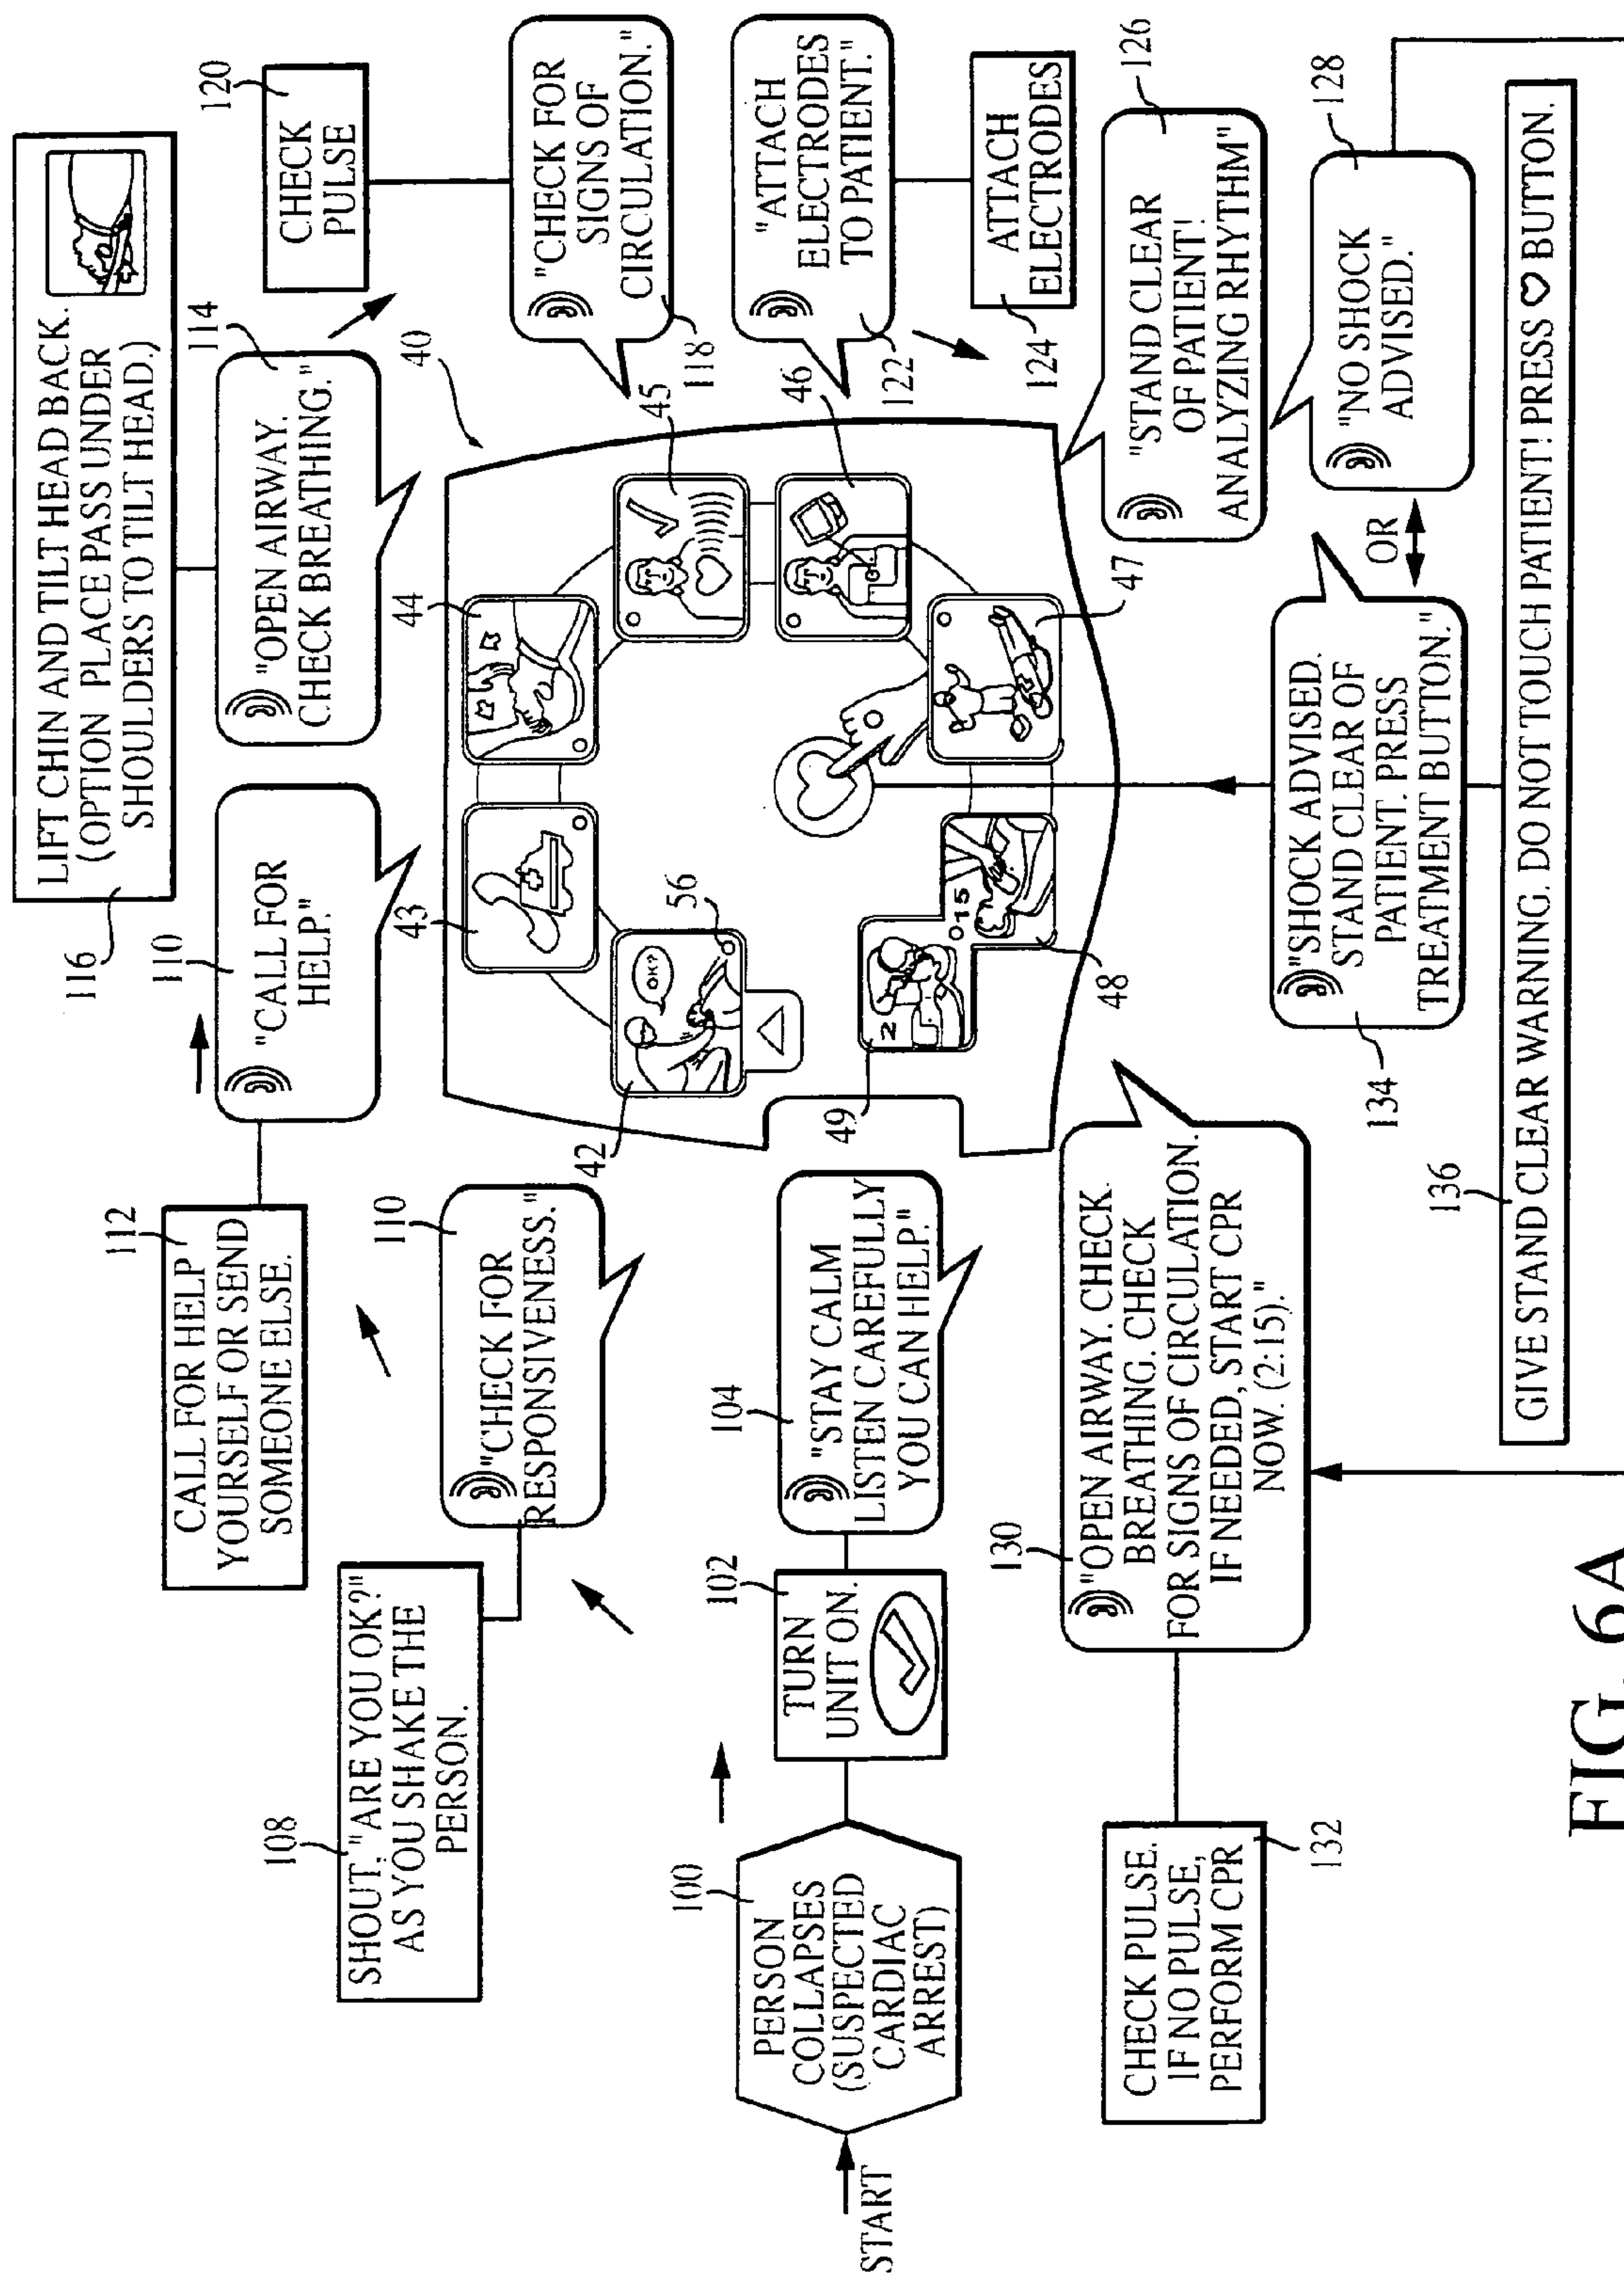 START
100
PERSON
COLLAPSES
(SUSPECTED
CARDIAC
ARREST)
102
TURN
UNIT ON.
104
"STAY CALM
LISTEN CAREFULLY
YOU CAN HELP."
108
SHOUT, "ARE YOU OK?"
AS YOU SHAKE THE
PERSON.
110
"CHECK FOR
RESPONSIVENESS."
112
CALL FOR HELP
YOURSELF OR SEND
SOMEONE ELSE.
110
"CALL FOR
HELP."
116
LIFT CHIN AND TILT HEAD BACK.
(OPTION PLACE PASS UNDER
SHOULDERS TO TILT HEAD.)
114
"OPEN AIRWAY.
CHECK BREATHING."
120
CHECK
PULSE
118
"CHECK FOR
SIGNS OF
CIRCULATION."
122
"ATTACH
ELECTRODES
TO PATIENT."
124
ATTACH
ELECTRODES
40
42
OK?
56
43
44
45
46
47
48
15
49
2
126
"STAND CLEAR
OF PATIENT!
ANALYZING RHYTHM"
128
"NO SHOCK
ADVISED."
OR
134
"SHOCK ADVISED.
STAND CLEAR OF
PATIENT. PRESS
TREATMENT BUTTON."
136
GIVE STAND CLEAR WARNING. DO NOT TOUCH PATIENT! PRESS ♡ BUTTON.
130
"OPEN AIRWAY. CHECK
BREATHING. CHECK
FOR SIGNS OF CIRCULATION.
IF NEEDED, START CPR
NOW. (2:15)."
132
CHECK PULSE.
IF NO PULSE,
PERFORM CPR
FIG. 6A